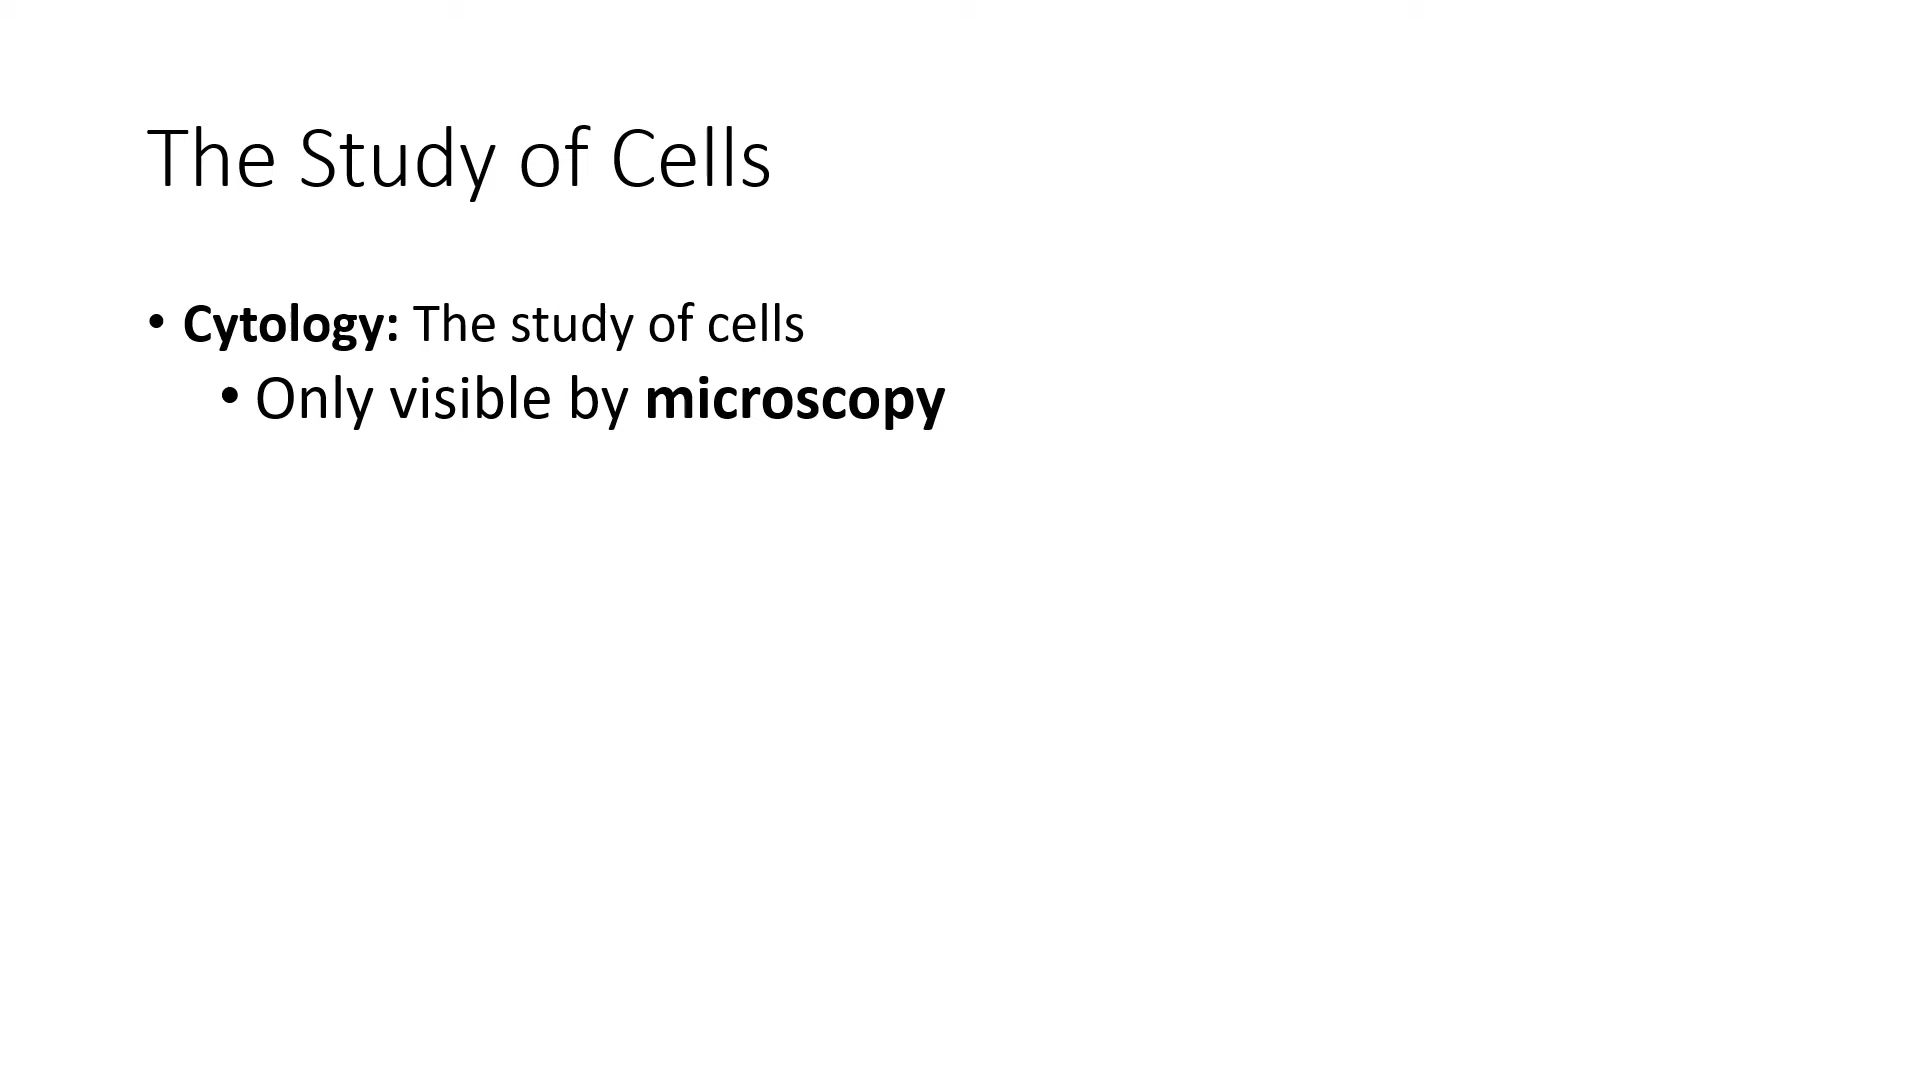 The Study of Cells
• Cytology: The study of cells
• Only visible by microscopy